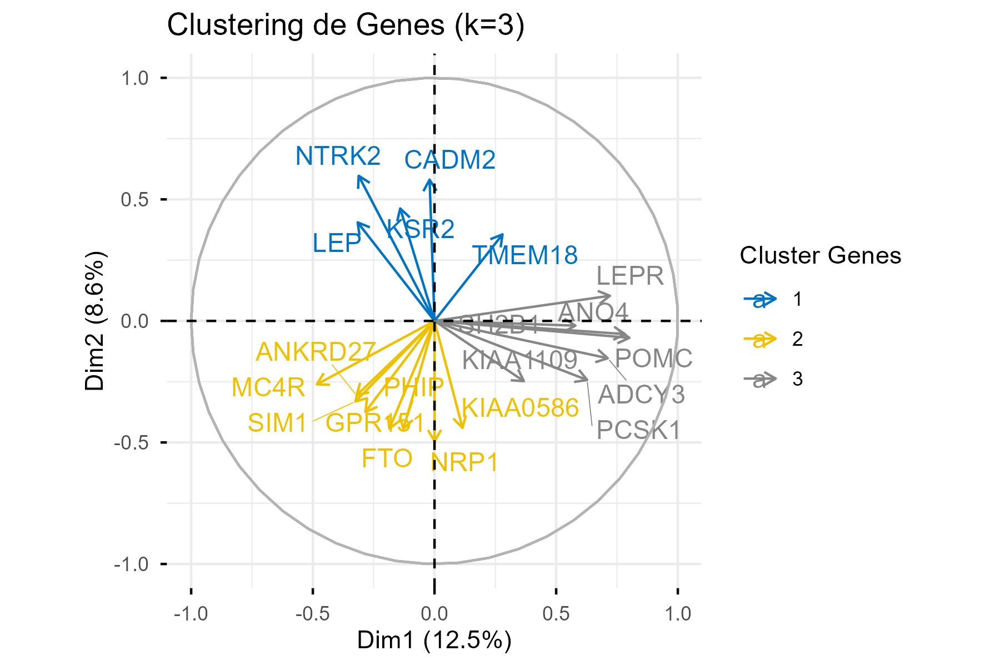 Clustering de Genes (k=3)
1.0
0.5
0.0
-0.5
-1.0
Dim2 (8.6%)
NTRK2
CADM2
KSR2
LEP
TMEM18
LEPR
ANO4
SH2B1
ANKRD27
KIAA1109
POMC
MC4R
PHIP
ADCY3
KIAA0586
SIM1
GPR151
PCSK1
FTO
NRP1
-1.0
-0.5
0.0
0.5
1.0
Dim1 (12.5%)
Cluster Genes
a 1
a 2
a 3